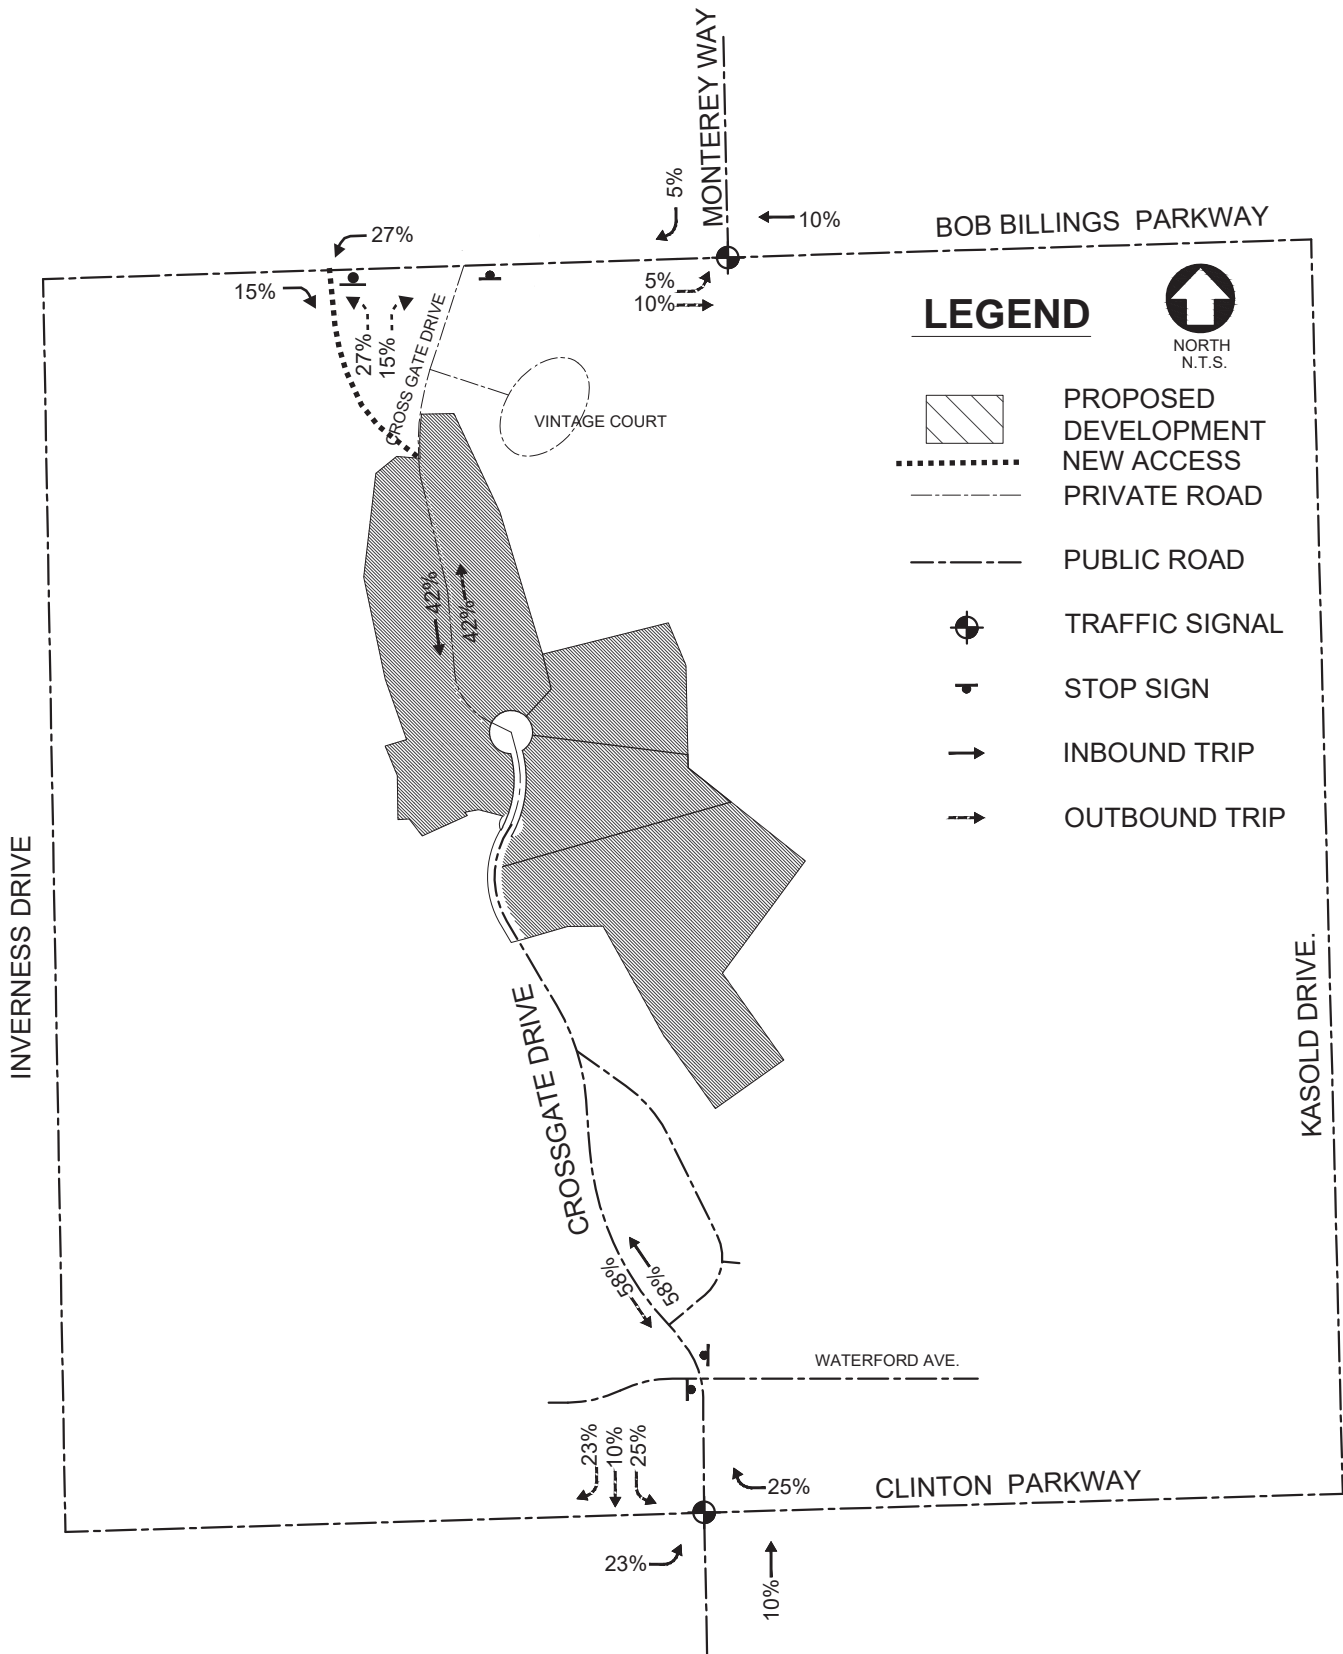 MONTEREY WAY
5%
10%
BOB BILLINGS PARKWAY
27%
15%
5%
10%
27%
15%
CROSS GATE DRIVE
VINTAGE COURT
LEGEND
NORTH
N.T.S.
PROPOSED
DEVELOPMENT
NEW ACCESS
PRIVATE ROAD
PUBLIC ROAD
TRAFFIC SIGNAL
STOP SIGN
INBOUND TRIP
OUTBOUND TRIP
42%
42%
INVERNESS DRIVE
KASOLD DRIVE.
CROSSGATE DRIVE
58%
58%
WATERFORD AVE.
23%
10%
25%
25%
CLINTON PARKWAY
23%
10%